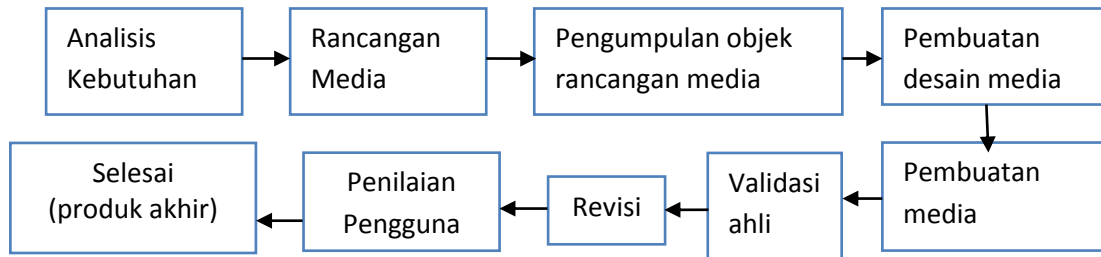 Analisis
Kebutuhan
Rancangan
Media
Pengumpulan objek
rancangan media
Pembuatan
desain media
Pembuatan
media
Validasi
ahli
Revisi
Penilaian
Pengguna
Selesai
(produk akhir)